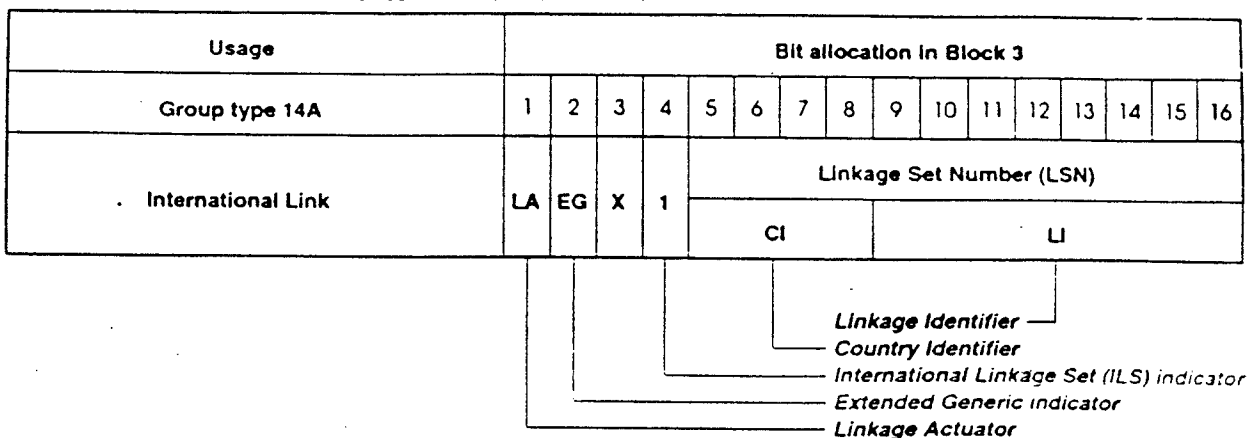 Usage Bit allocation in Block 3
Group type 14A 1 2 3 4 5 6 7 8 9 10 11 12 13 14 15 16
International Link LA EG X 1 Linkage Set Number (LSN)
CI LI
Linkage Identifier
Country Identifier
International Linkage Set (ILS) indicator
Extended Generic indicator
Linkage Actuator